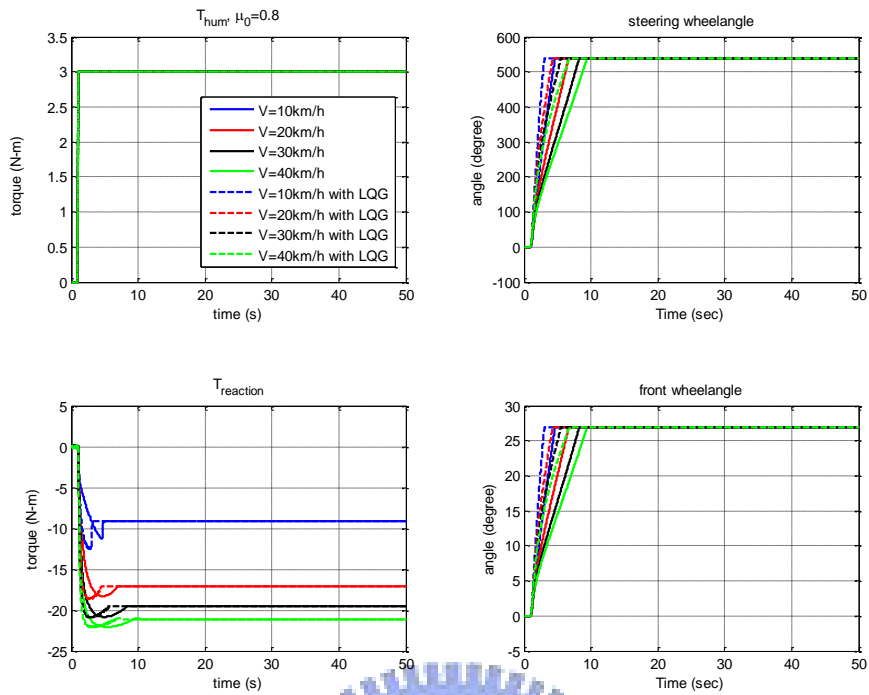 T_hum, μ_0=0.8
3.5
3
2.5
2
1.5
1
0.5
0
torque (N-m)
V=10km/h
V=20km/h
V=30km/h
V=40km/h
V=10km/h with LQG
V=20km/h with LQG
V=30km/h with LQG
V=40km/h with LQG
0 10 20 30 40 50
time (s)
steering wheelangle
600
500
400
300
200
100
0
-100
angle (degree)
0 10 20 30 40 50
Time (sec)
T_reaction
5
0
-5
-10
-15
-20
-25
torque (N-m)
0 10 20 30 40 50
time (s)
front wheelangle
30
25
20
15
10
5
0
-5
angle (degree)
0 10 20 30 40 50
Time (sec)